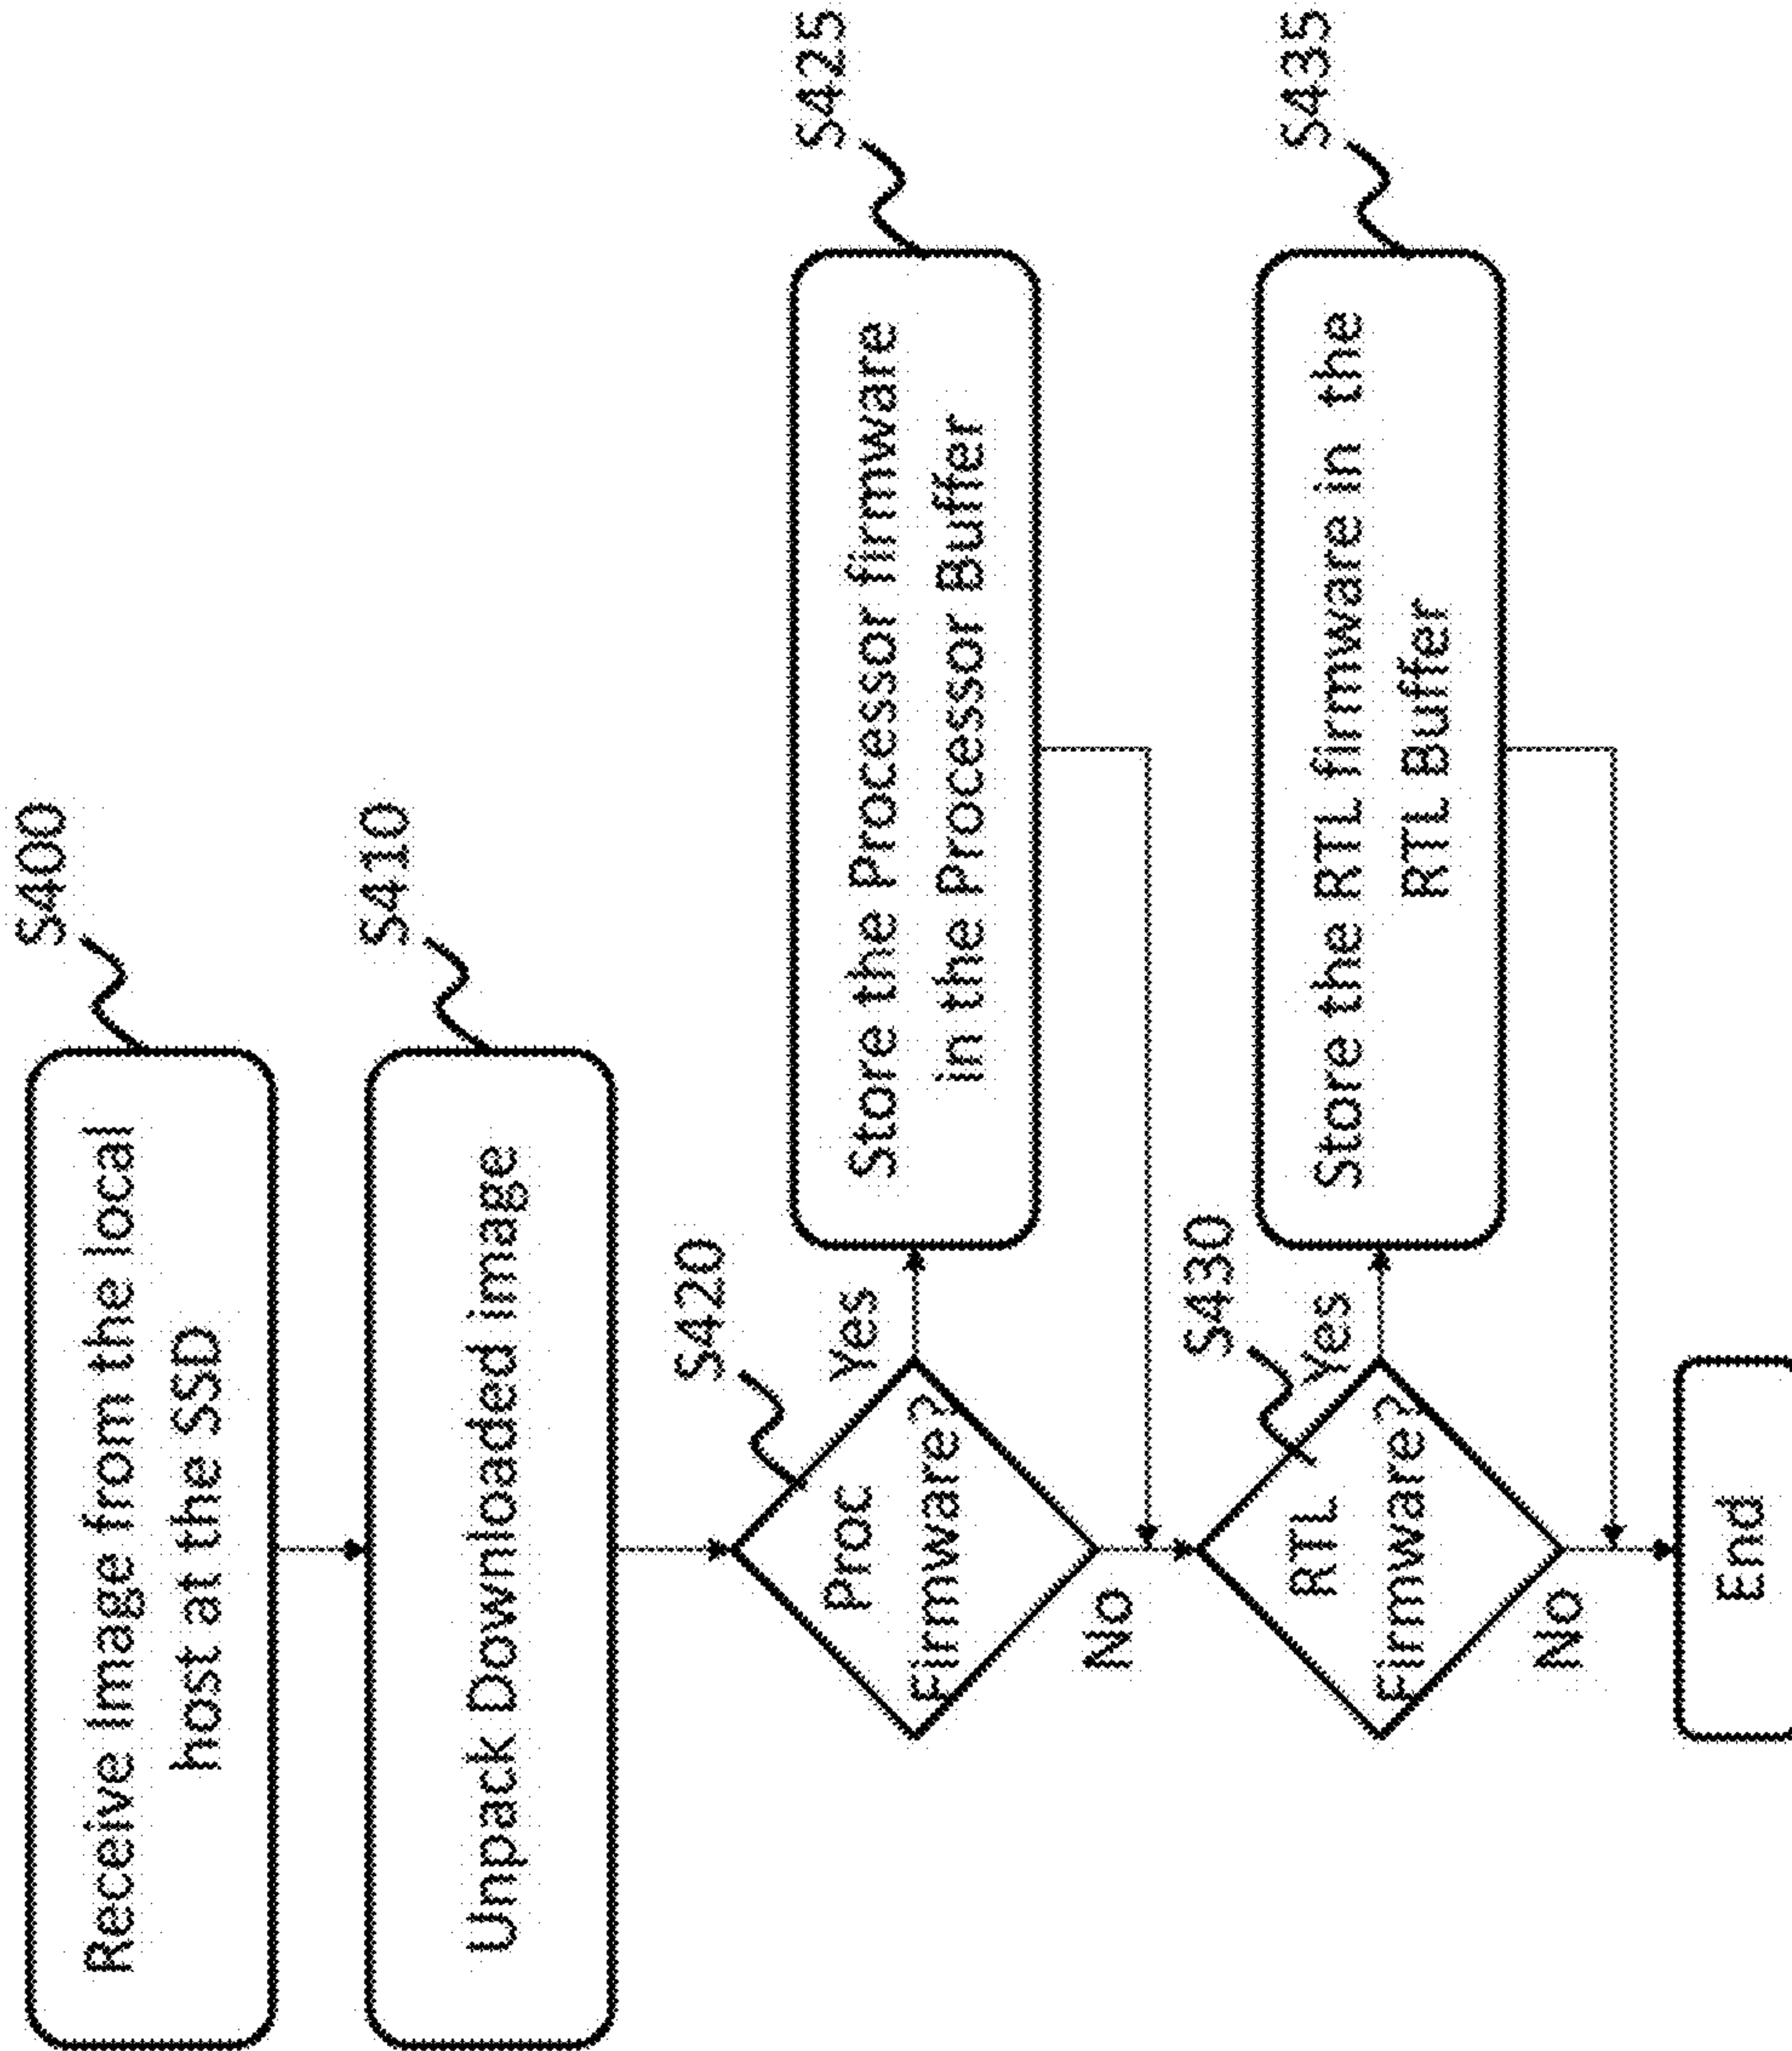 S400
Receive Image from the local
host at the SSD
S410
Unpack Downloaded image
S420
Proc
Firmware?
Yes
No
S425
Store the Processor firmware
in the Processor Buffer
S430
RTL
Firmware?
Yes
No
S435
Store the RTL firmware in the
RTL Buffer
End